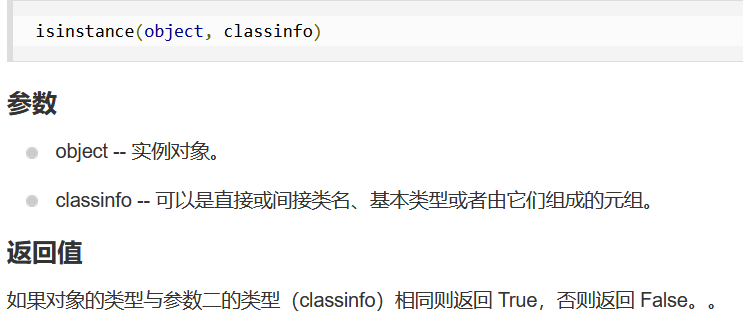 isinstance(object, classinfo)
参数
object -- 实例对象。
classinfo -- 可以是直接或间接类名、基本类型或者由它们组成的元组。
返回值
如果对象的类型与参数二的类型（classinfo）相同则返回 True，否则返回 False。。